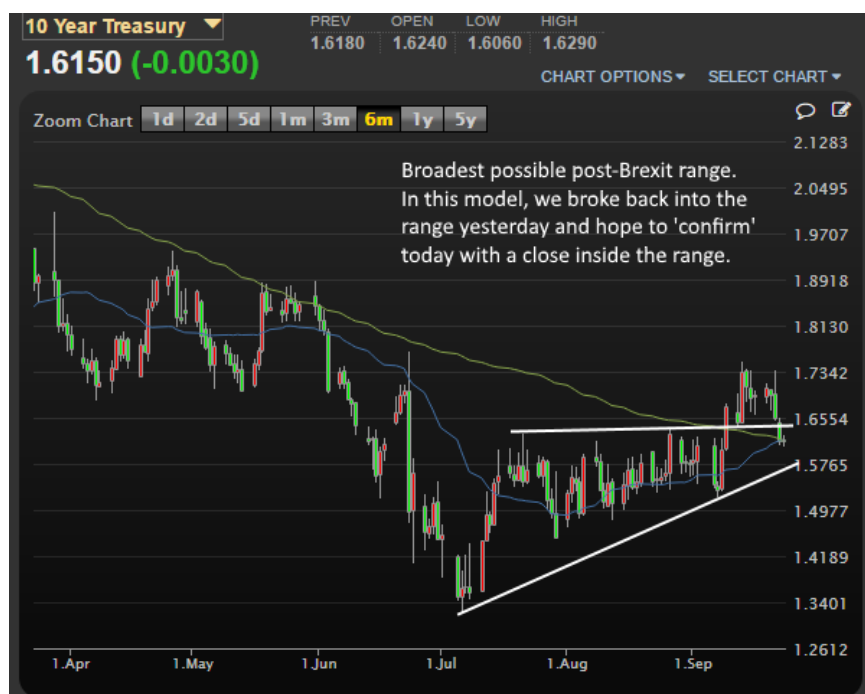 10 Year Treasury
PREV OPEN LOW HIGH
1.6180 1.6240 1.6060 1.6290
1.6150 (-0.0030)
CHART OPTIONS SELECT CHART
Zoom Chart 1d 2d 5d 1m 3m 6m 1y 5y
Broadest possible post-Brexit range.
In this model, we broke back into the
range yesterday and hope to 'confirm'
today with a close inside the range.
2.1283
2.0495
1.9707
1.8918
1.8130
1.7342
1.6554
1.5765
1.4977
1.4189
1.3401
1.2612
1.Apr 1.May 1.Jun 1.Jul 1.Aug 1.Sep